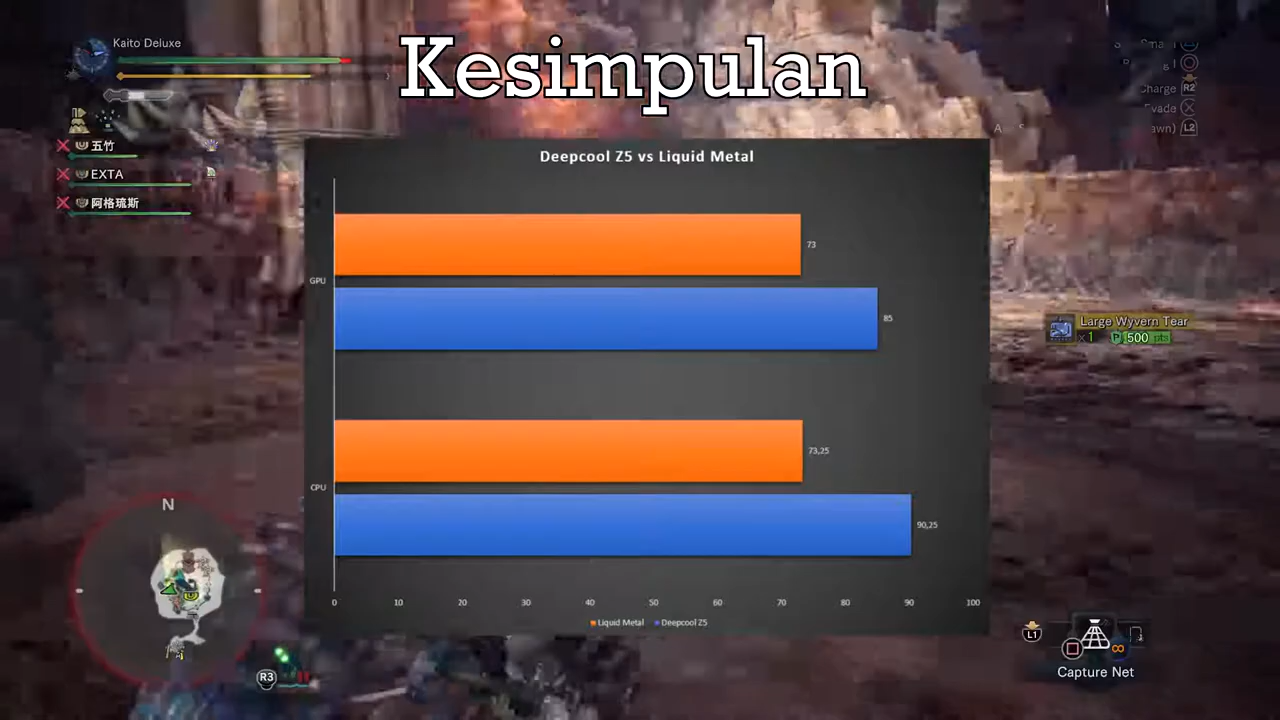 Kesimpulan
Kaito Deluxe
五竹
EXTA
阿格琉斯
Charge R2
Evade
L2
Deepcool Z5 vs Liquid Metal
GPU
73
85
CPU
73,25
90,25
0 10 20 30 40 50 60 70 80 90 100
Liquid Metal Deepcool Z5
Large Wyvern Tear
x1 P 500 pts
N
R3
L1
Capture Net